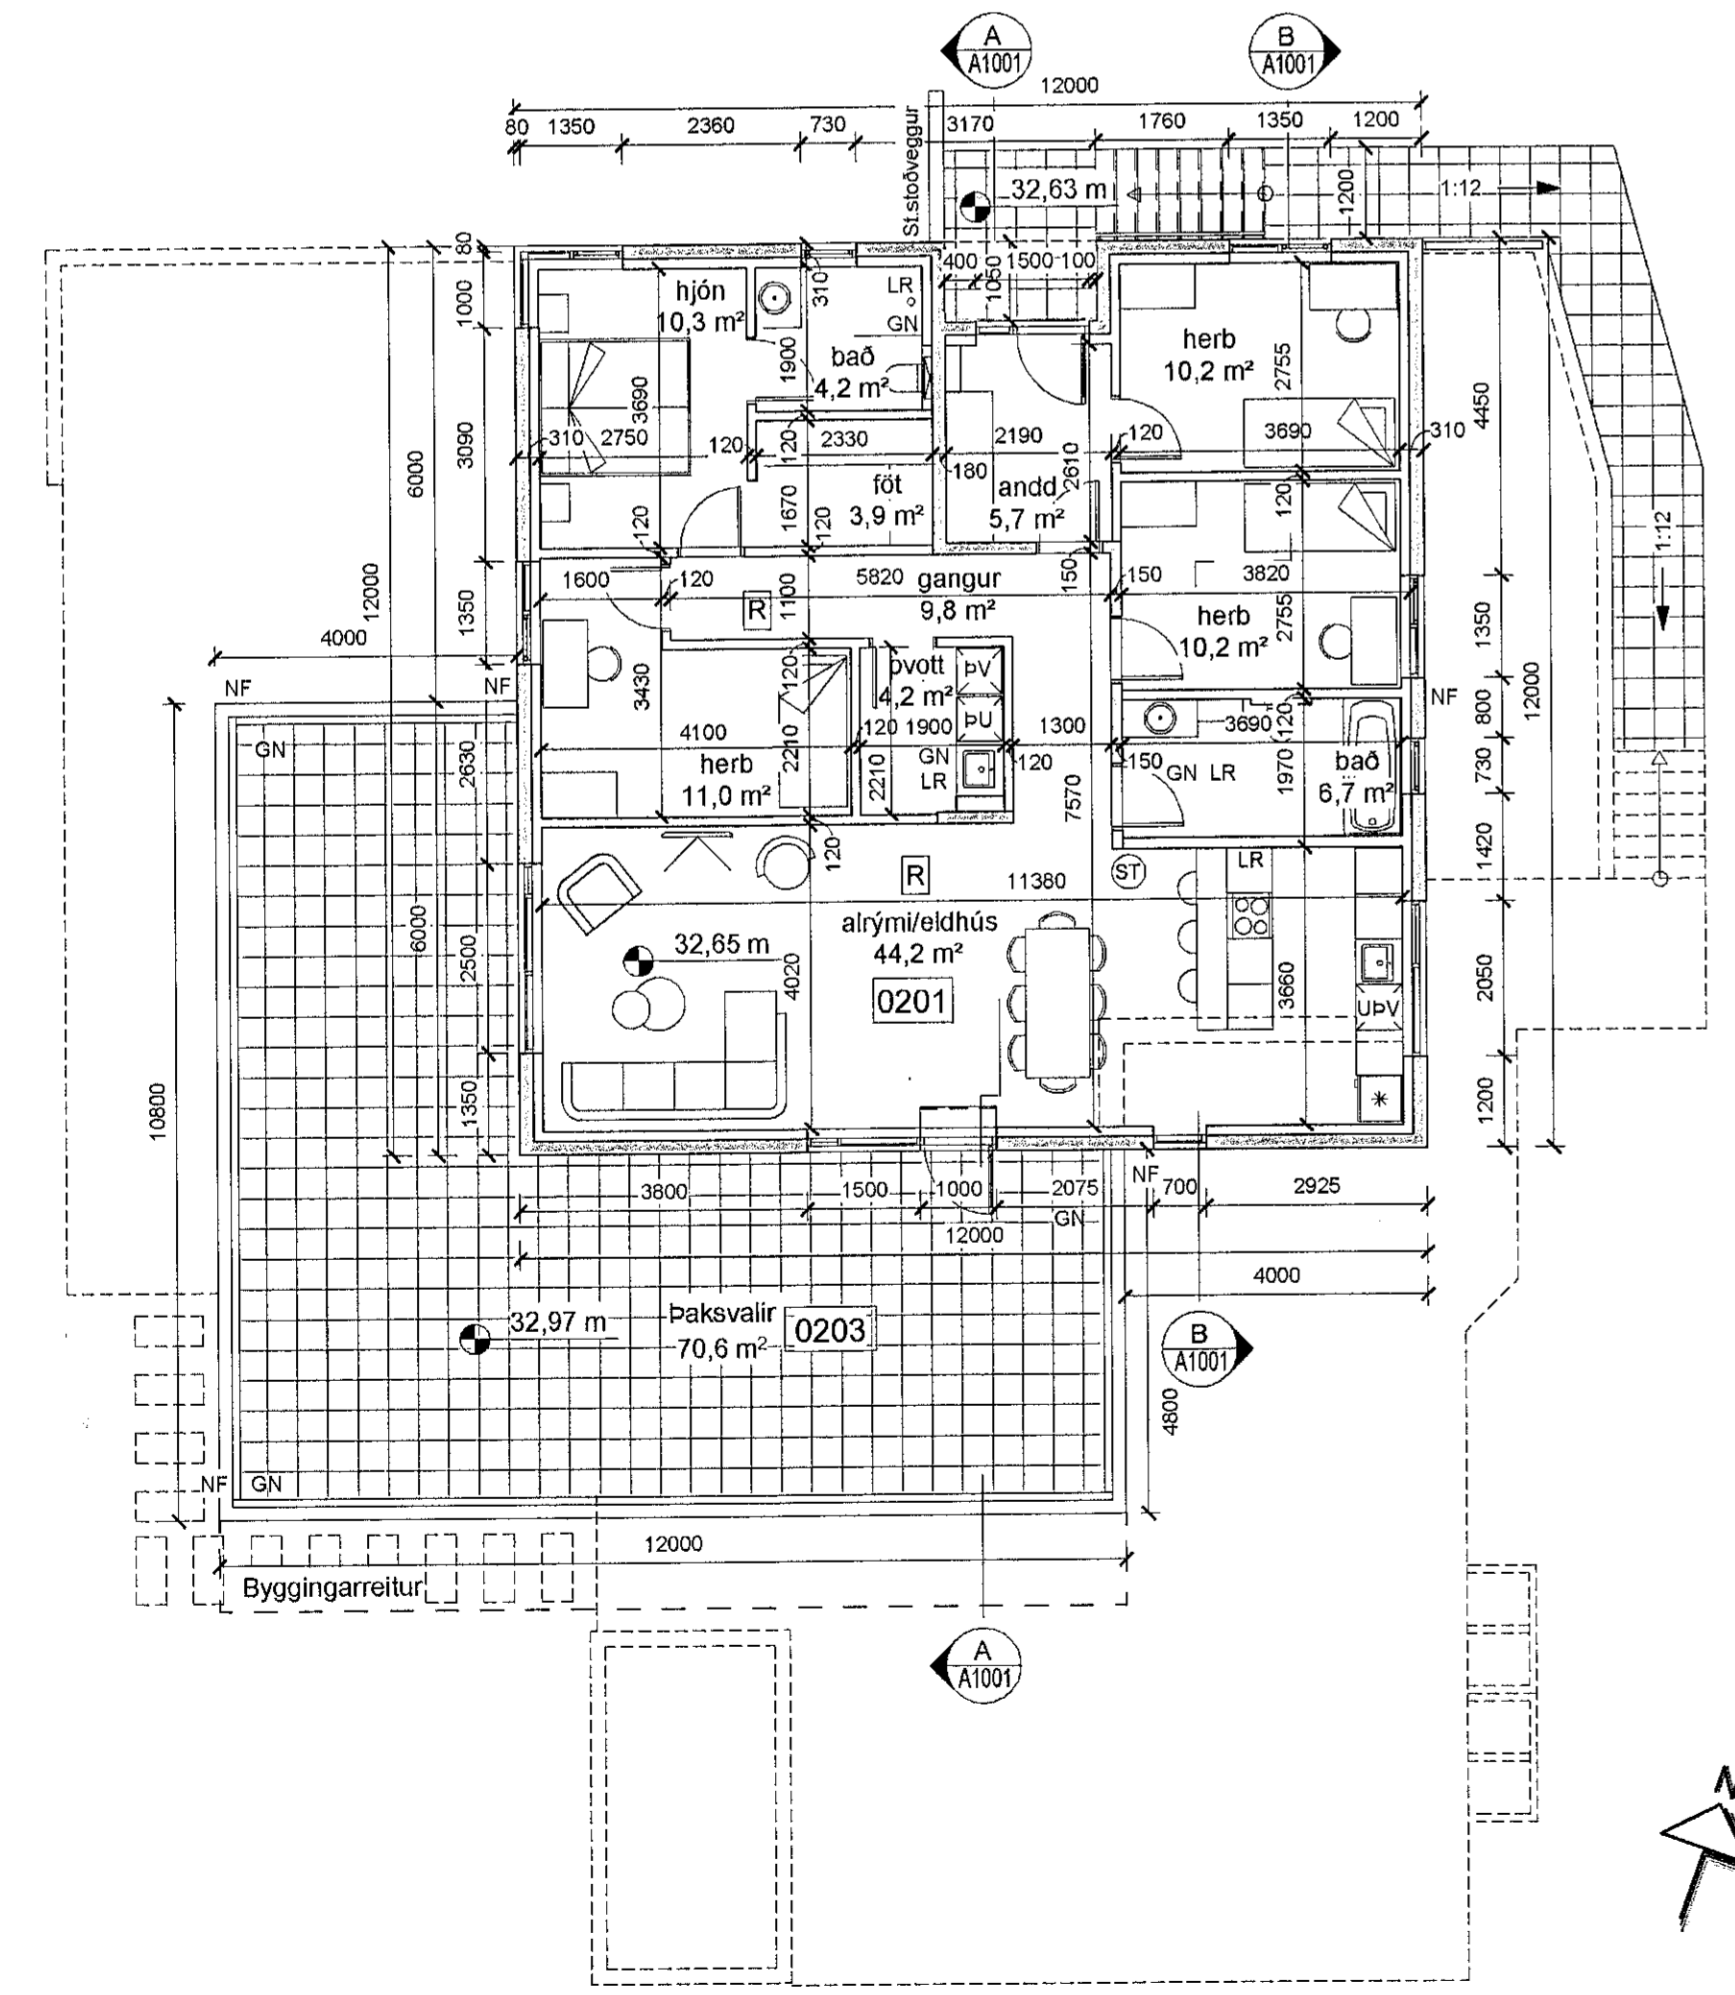 A
A1001
B
A1001
12000
80 1350 2360 730 3170 1760 1350 1200
St.stoðveggur
32,63 m
1200
1:12
80
310
400 1050 1500 100
1000
hjón
10,3 m²
LR
GN
bað
4,2 m²
1900
3690
herb
10,2 m²
2755
4450
3090
6000
310 2750 120 120 2330 2190 120 3690 310
180
2610
föt
3,9 m²
andd
5,7 m²
120
1670
120
120
1:12
12000
1600 120 5820 gangur 150 150 3820
9,8 m²
R
1100
1350
herb
10,2 m²
2755
1350
4000
12000
NF
NF
þvott
4,2 m²
ÞV
ÞU
120
3430
NF
800
GN
4100
2210
120 1900
1300
3690
120
2630
herb
11,0 m²
2210
GN
LR
120
150
GN LR
1970
bað
6,7 m²
730
7570
120
1420
R
ST
LR
11380
alrými/eldhús
44,2 m²
6000
2500
32,65 m
4020
0201
3660
UÞV
2050
10800
1350
1200
NF
3800 1500 1000 2075 700 2925
GN
12000
4000
32,97 m
Þaksvalir
70,6 m²
0203
B
A1001
4800
NF GN
12000
Byggingarreitur
A
A1001
N